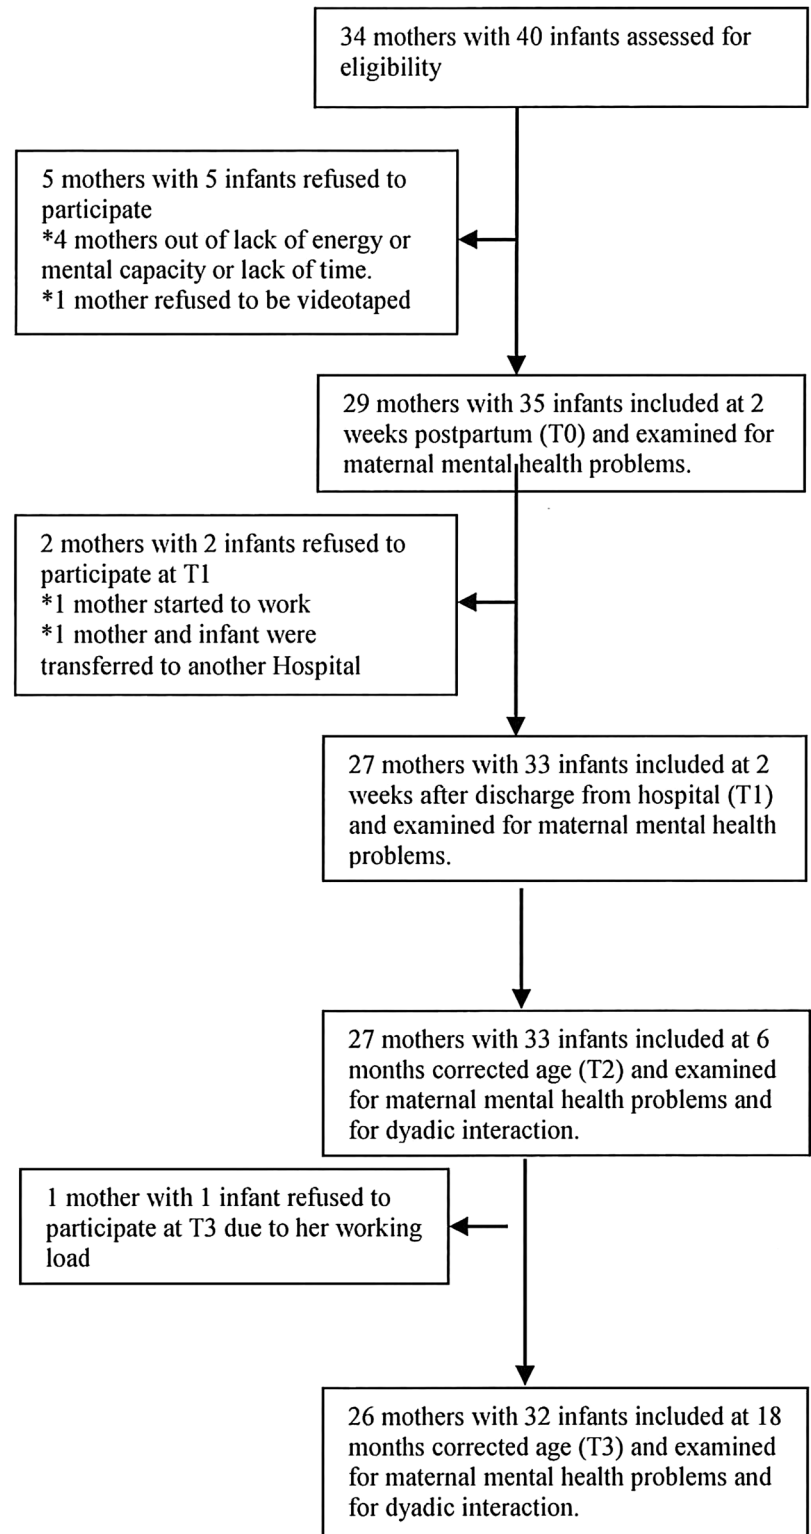 34 mothers with 40 infants assessed for
eligibility
5 mothers with 5 infants refused to
participate
*4 mothers out of lack of energy or
mental capacity or lack of time.
*1 mother refused to be videotaped
29 mothers with 35 infants included at 2
weeks postpartum (T0) and examined for
maternal mental health problems.
2 mothers with 2 infants refused to
participate at T1
*1 mother started to work
*1 mother and infant were
transferred to another Hospital
27 mothers with 33 infants included at 2
weeks after discharge from hospital (T1)
and examined for maternal mental health
problems.
27 mothers with 33 infants included at 6
months corrected age (T2) and examined
for maternal mental health problems and
for dyadic interaction.
1 mother with 1 infant refused to
participate at T3 due to her working
load
26 mothers with 32 infants included at 18
months corrected age (T3) and examined
for maternal mental health problems and
for dyadic interaction.